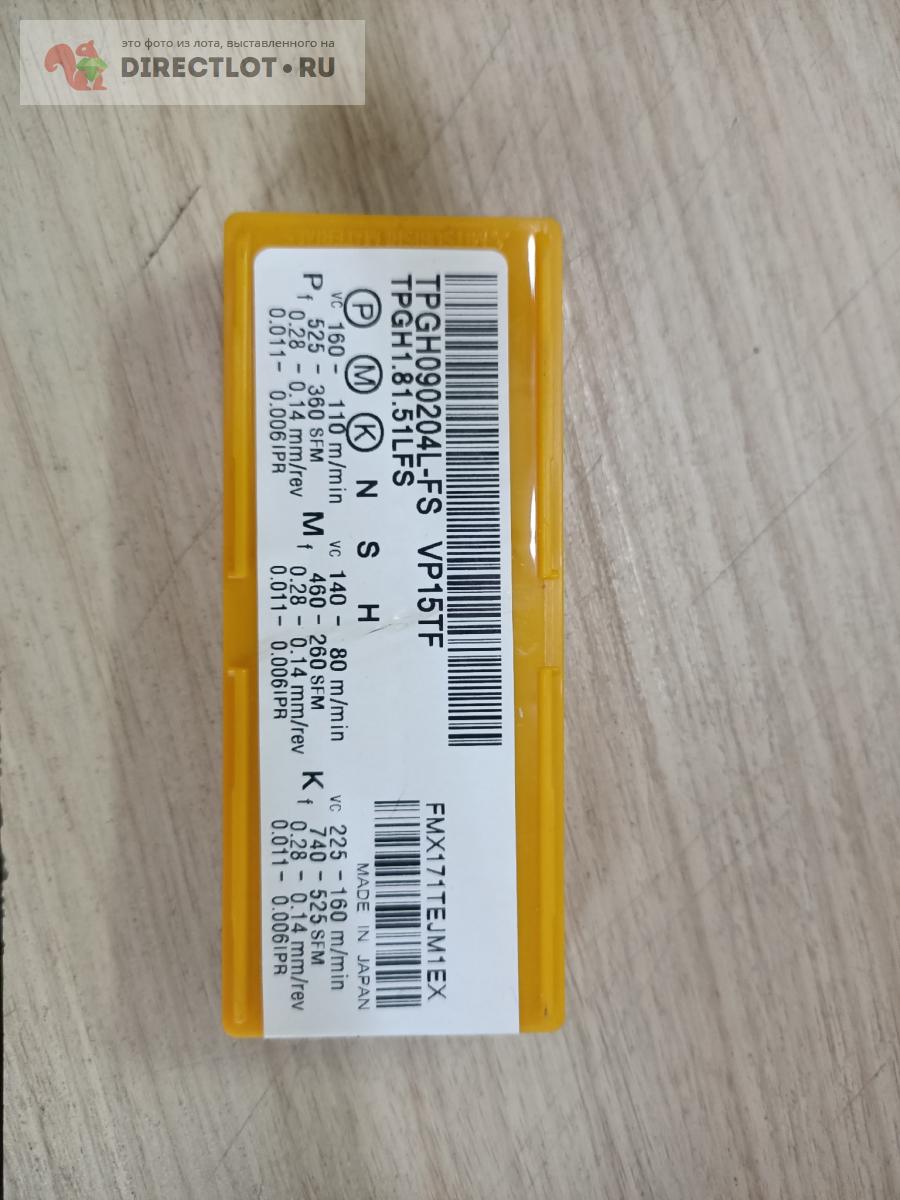 это фото из лота, выставленного на
DIRECTLOT•RU
TPGH090204L-FS VP15TF
TPGH1.81.51LFS
FMX171TEJM1EX
P M K N S H
MADE IN JAPAN
P vc 160 - 110 m/min
525 - 360 SFM
f 0.28 - 0.14 mm/rev
0.011- 0.006IPR
M vc 140 - 80 m/min
460 - 260 SFM
f 0.28 - 0.14 mm/rev
0.011- 0.006IPR
K vc 225 - 160 m/min
740 - 525 SFM
f 0.28 - 0.14 mm/rev
0.011- 0.006IPR